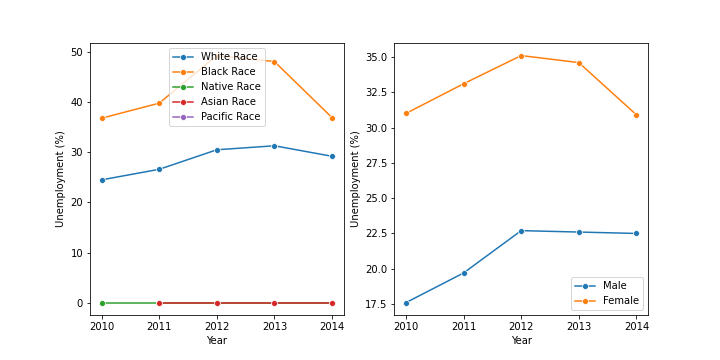 50
40
30
20
10
0
Unemployment (%)
2010 2011 2012 2013 2014
Year
White Race
Black Race
Native Race
Asian Race
Pacific Race
35.0
32.5
30.0
27.5
25.0
22.5
20.0
17.5
Unemployment (%)
2010 2011 2012 2013 2014
Year
Male
Female